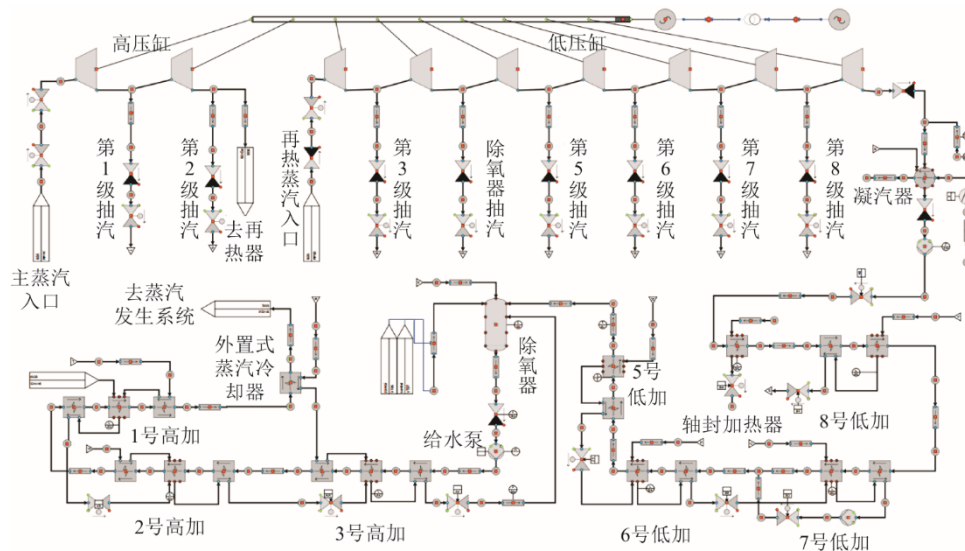 高压缸
低压缸
第1级抽汽
第2级抽汽
去再热器
再热蒸汽入口
第3级抽汽
除氧器抽汽
第5级抽汽
第6级抽汽
第7级抽汽
第8级抽汽
凝汽器
主蒸汽
入口
去蒸汽
发生系统
外置式
蒸汽冷
却器
除氧器
5号
低加
1号高加
给水泵
轴封加热器
8号低加
2号高加
3号高加
6号低加
7号低加